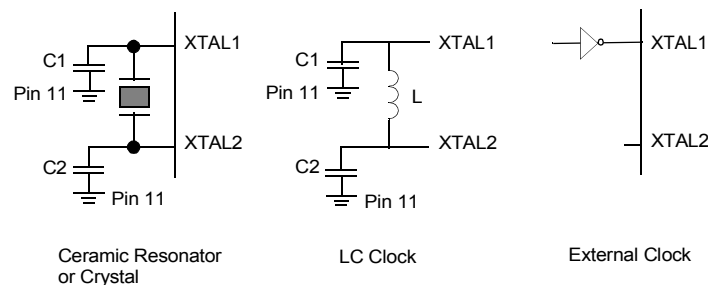 XTAL1
C1
Pin 11
XTAL2
C2
Pin 11
Ceramic Resonator
or Crystal
XTAL1
C1
Pin 11
L
XTAL2
C2
Pin 11
LC Clock
XTAL1
XTAL2
External Clock